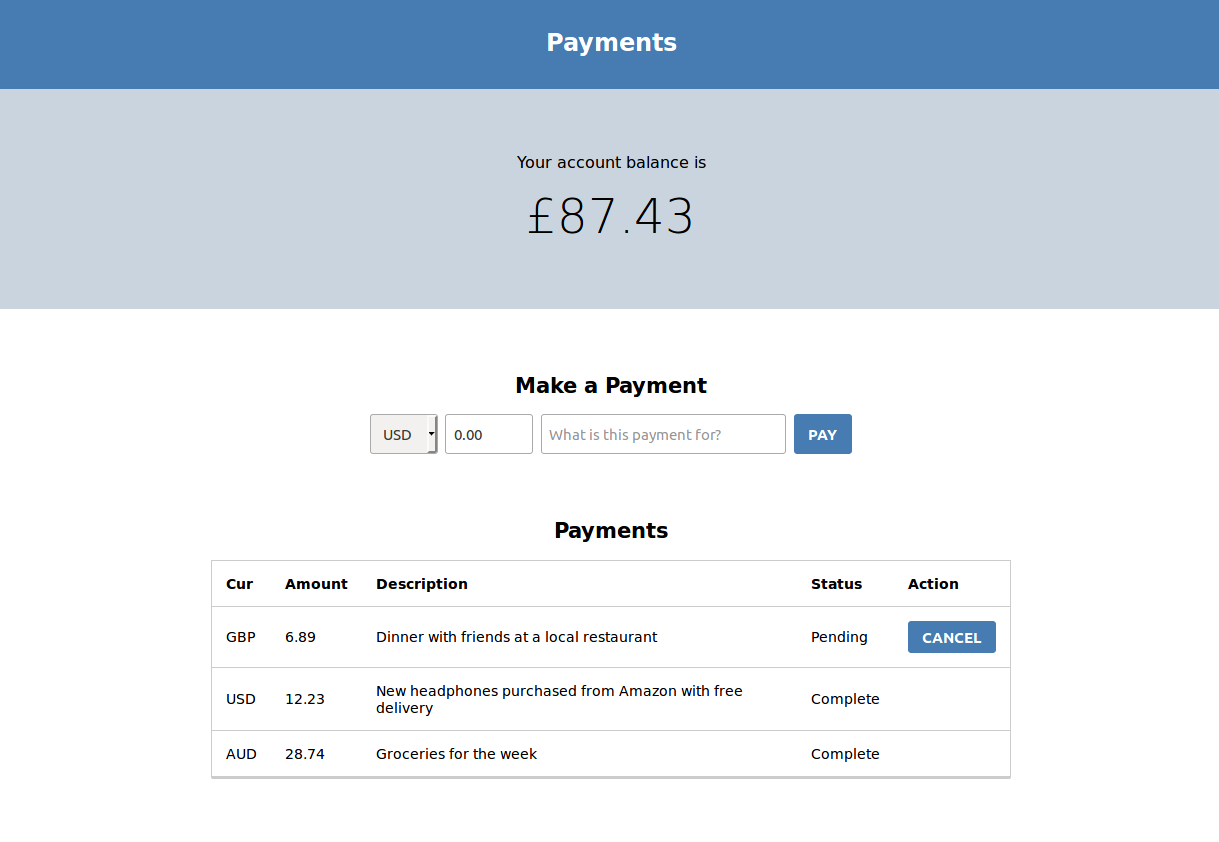 Payments
Your account balance is
£87.43
Make a Payment
USD 0.00 What is this payment for? PAY
Payments
Cur Amount Description Status Action
GBP 6.89 Dinner with friends at a local restaurant Pending CANCEL
USD 12.23 New headphones purchased from Amazon with free delivery Complete
AUD 28.74 Groceries for the week Complete